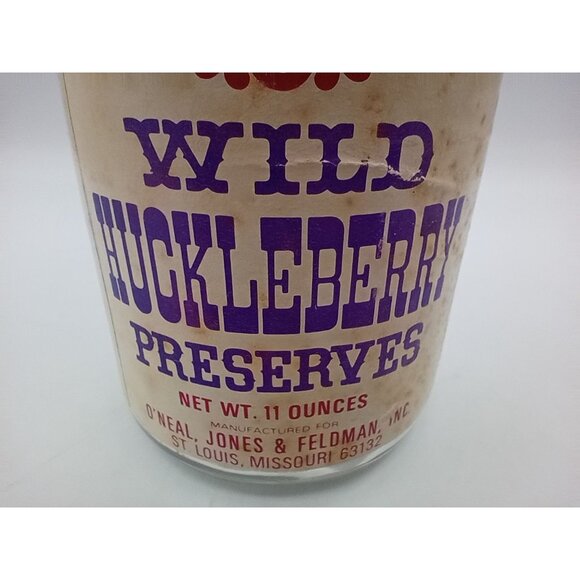 WILD
HUCKLEBERRY
PRESERVES
NET WT. 11 OUNCES
MANUFACTURED FOR
O'NEAL, JONES & FELDMAN, INC
ST. LOUIS, MISSOURI 63132